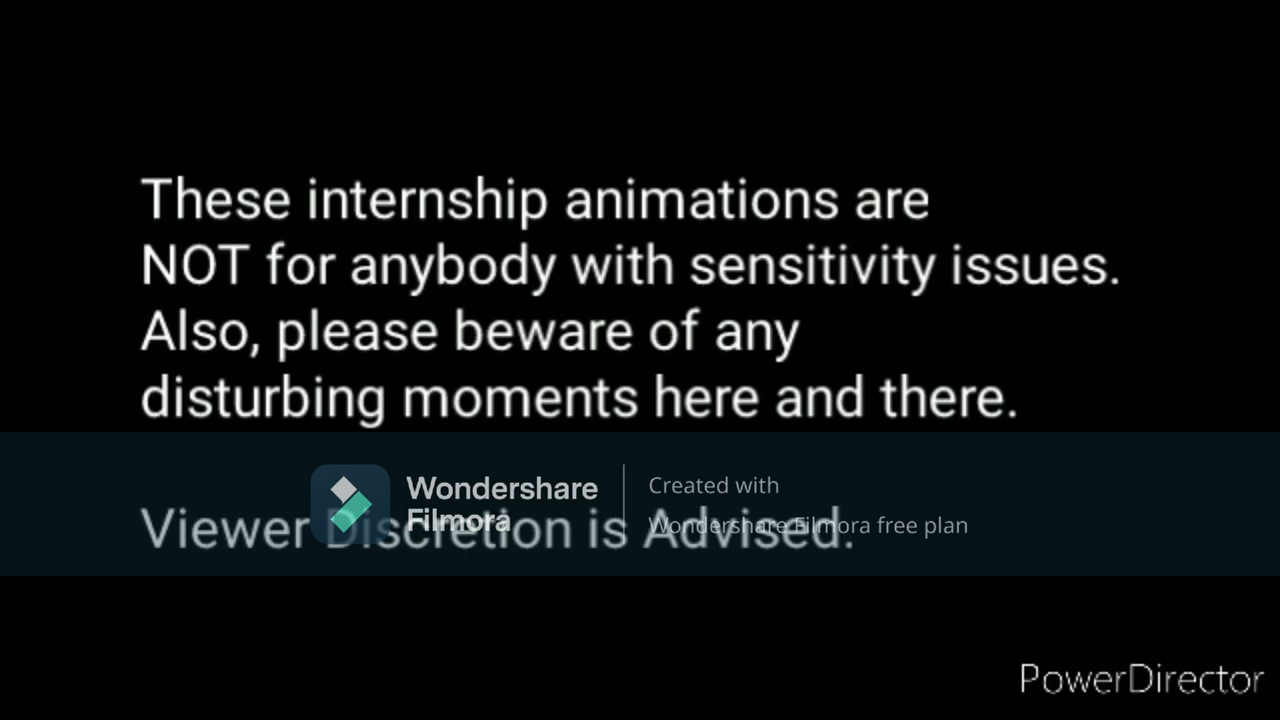 These internship animations are
NOT for anybody with sensitivity issues.
Also, please beware of any
disturbing moments here and there.
Wondershare
Filmora
Created with
Wondershare Filmora free plan
Viewer Discretion is Advised.
PowerDirector